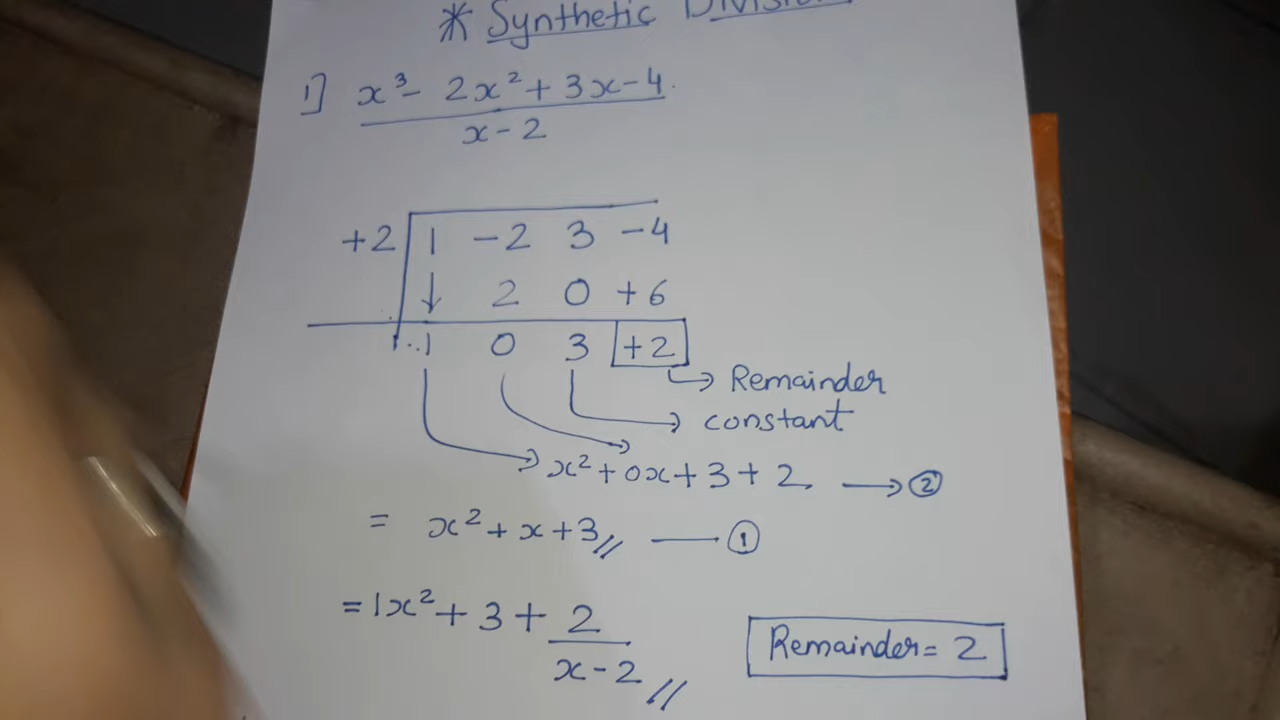 * Synthetic Division
1] x³ - 2x² + 3x - 4
x - 2
+2 1 -2 3 -4
↓ 2 0 +6
1 0 3 +2
→ Remainder
→ constant
→ x² + 0x + 3 + 2 → ②
= x² + x + 3 // — ①
= 1x² + 3 + 2
x - 2 //
Remainder = 2